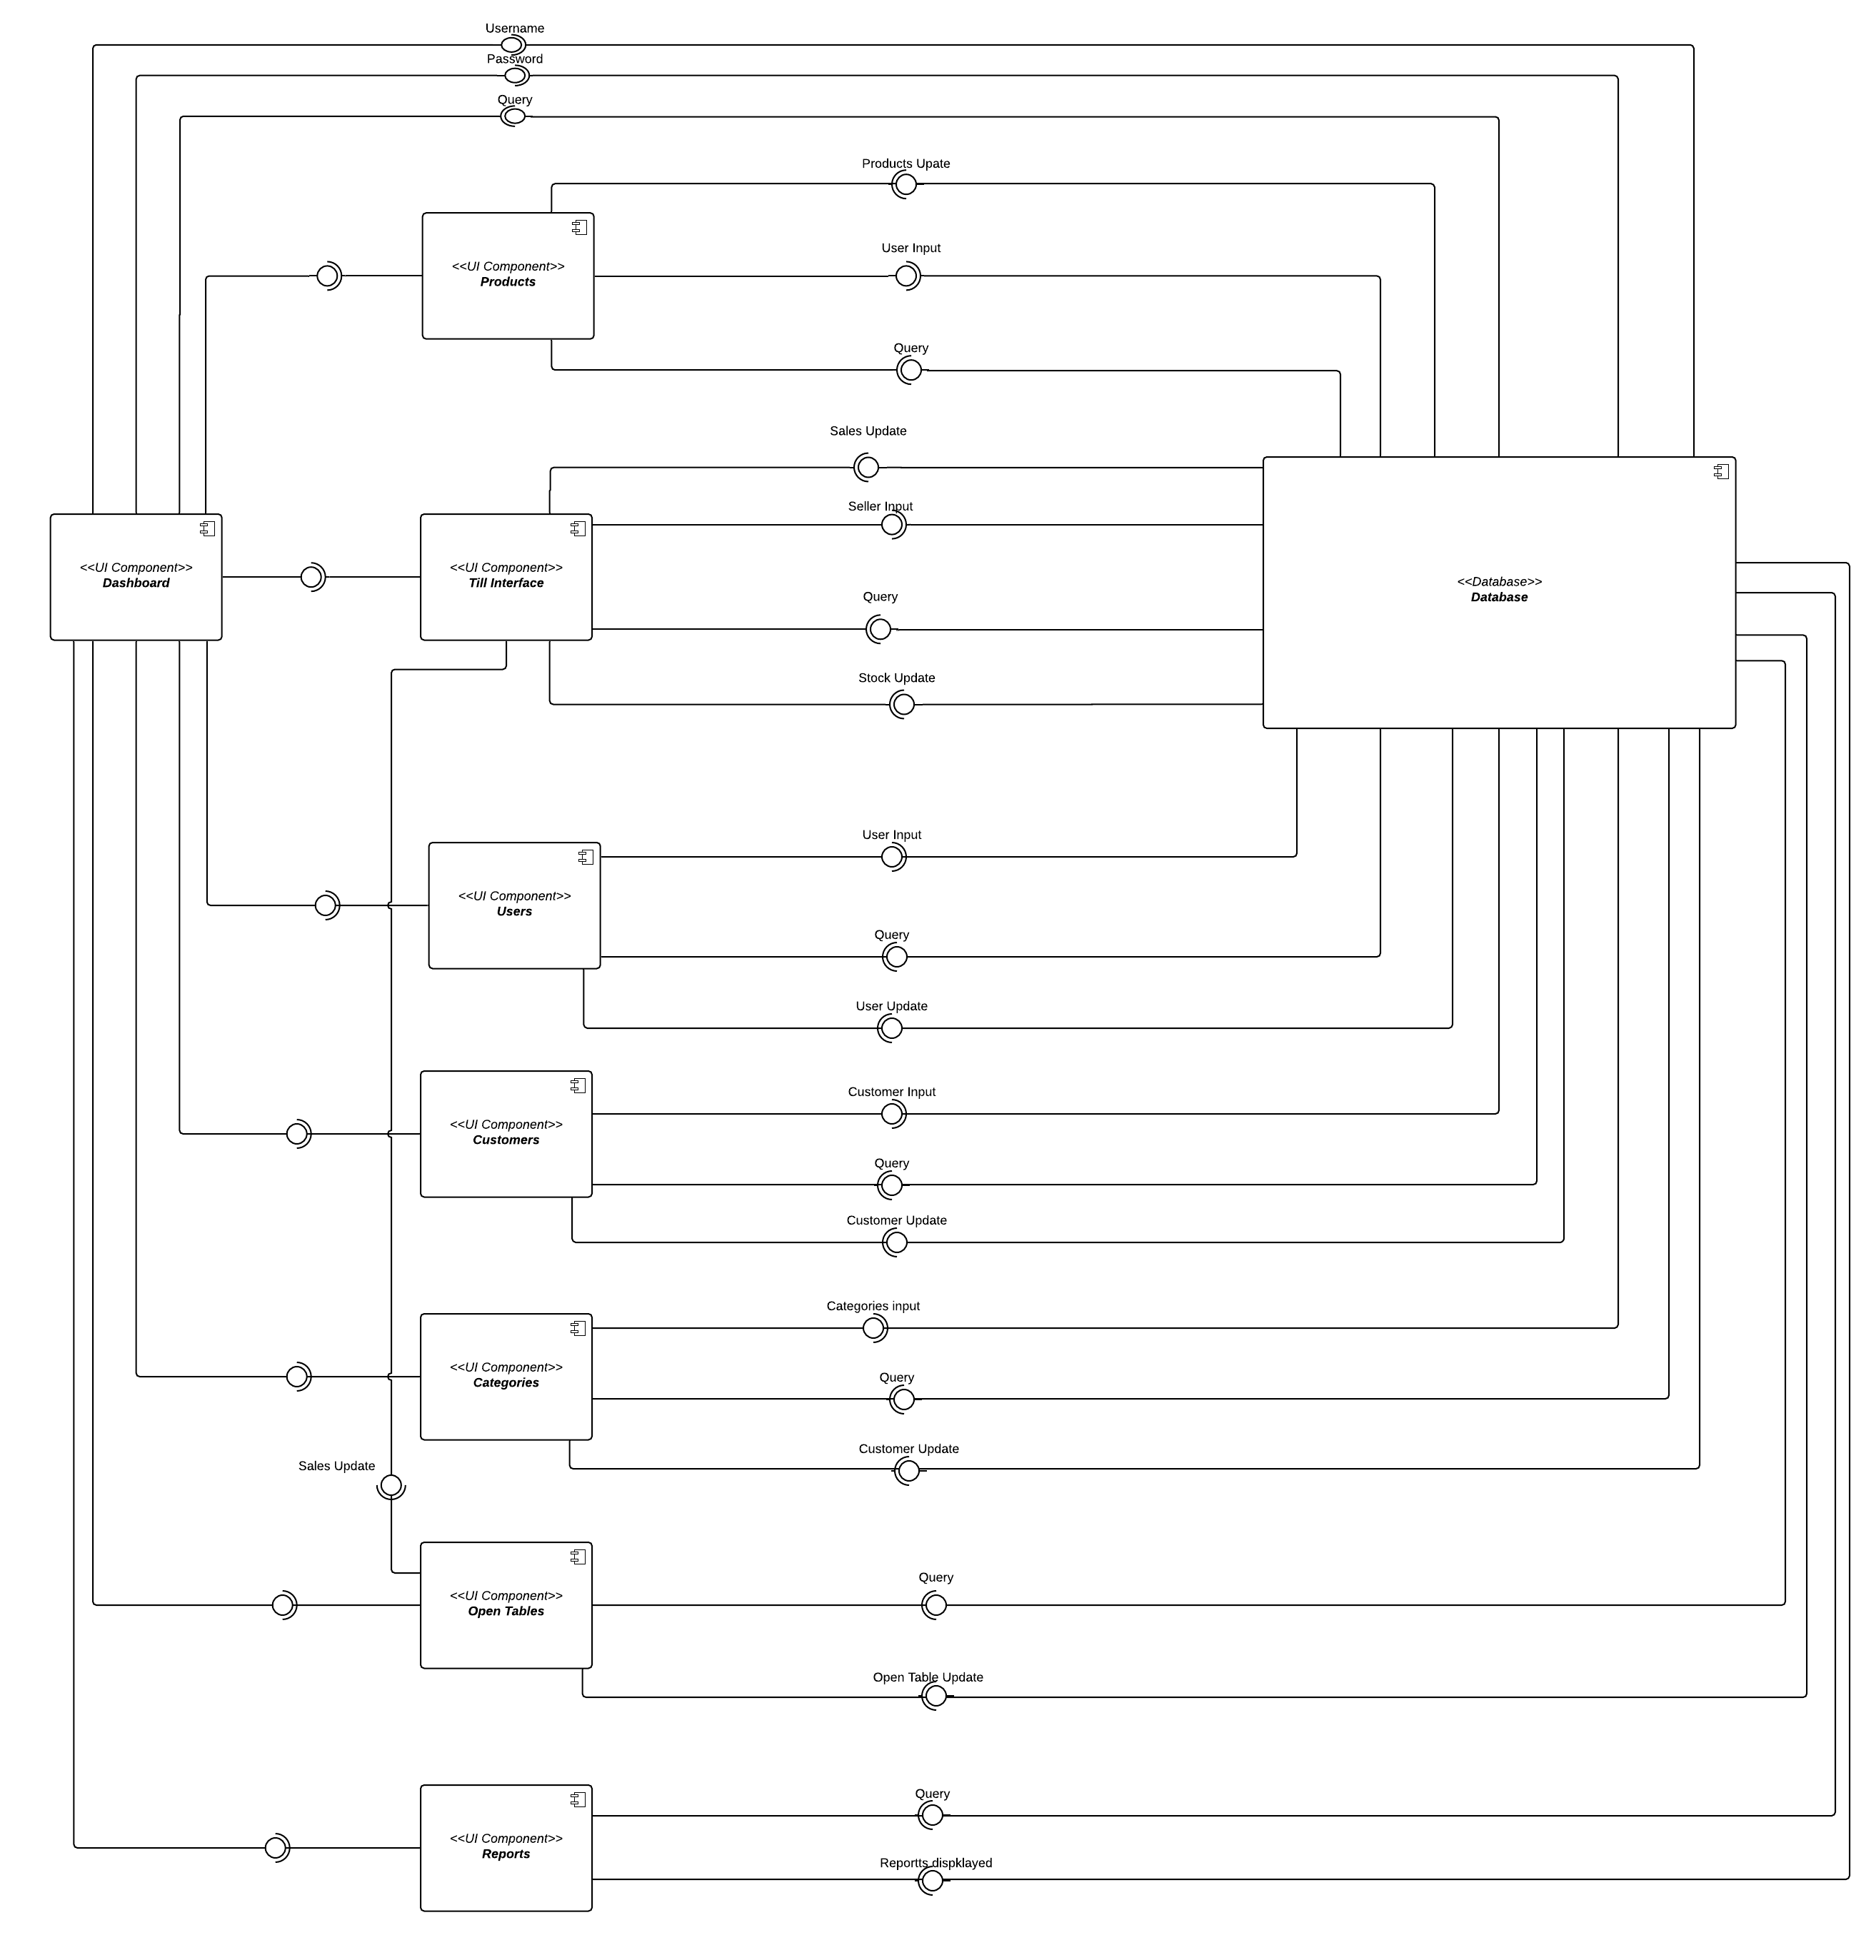 Username
Password
Query
Products Upate
<<UI Component>>
Products
User Input
Query
Sales Update
Seller Input
<<UI Component>>
Dashboard
<<UI Component>>
Till Interface
<<Database>>
Database
Query
Stock Update
User Input
<<UI Component>>
Users
Query
User Update
Customer Input
<<UI Component>>
Customers
Query
Customer Update
Categories input
<<UI Component>>
Categories
Query
Customer Update
Sales Update
<<UI Component>>
Open Tables
Query
Open Table Update
Query
<<UI Component>>
Reports
Reportts dispklayed